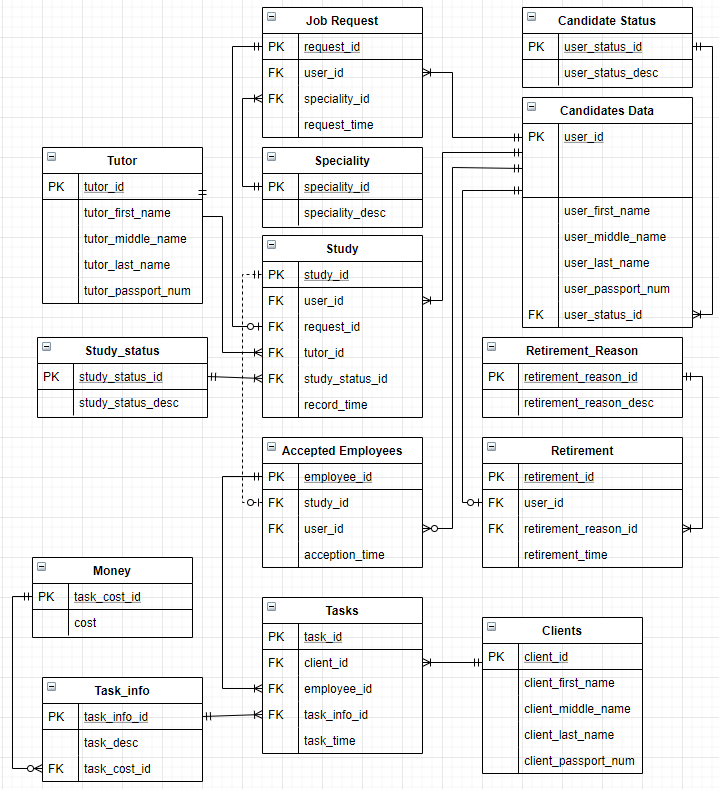 Job Request
PK request_id
FK user_id
FK speciality_id
request_time
Candidate Status
PK user_status_id
user_status_desc
Candidates Data
PK user_id
user_first_name
user_middle_name
user_last_name
user_passport_num
FK user_status_id
Tutor
PK tutor_id
tutor_first_name
tutor_middle_name
tutor_last_name
tutor_passport_num
Speciality
PK speciality_id
speciality_desc
Study
PK study_id
FK user_id
FK request_id
FK tutor_id
FK study_status_id
record_time
Study_status
PK study_status_id
study_status_desc
Retirement_Reason
PK retirement_reason_id
retirement_reason_desc
Accepted Employees
PK employee_id
FK study_id
FK user_id
acception_time
Retirement
PK retirement_id
FK user_id
FK retirement_reason_id
retirement_time
Money
PK task_cost_id
cost
Tasks
PK task_id
FK client_id
FK employee_id
FK task_info_id
task_time
Clients
PK client_id
client_first_name
client_middle_name
client_last_name
client_passport_num
Task_info
PK task_info_id
task_desc
FK task_cost_id